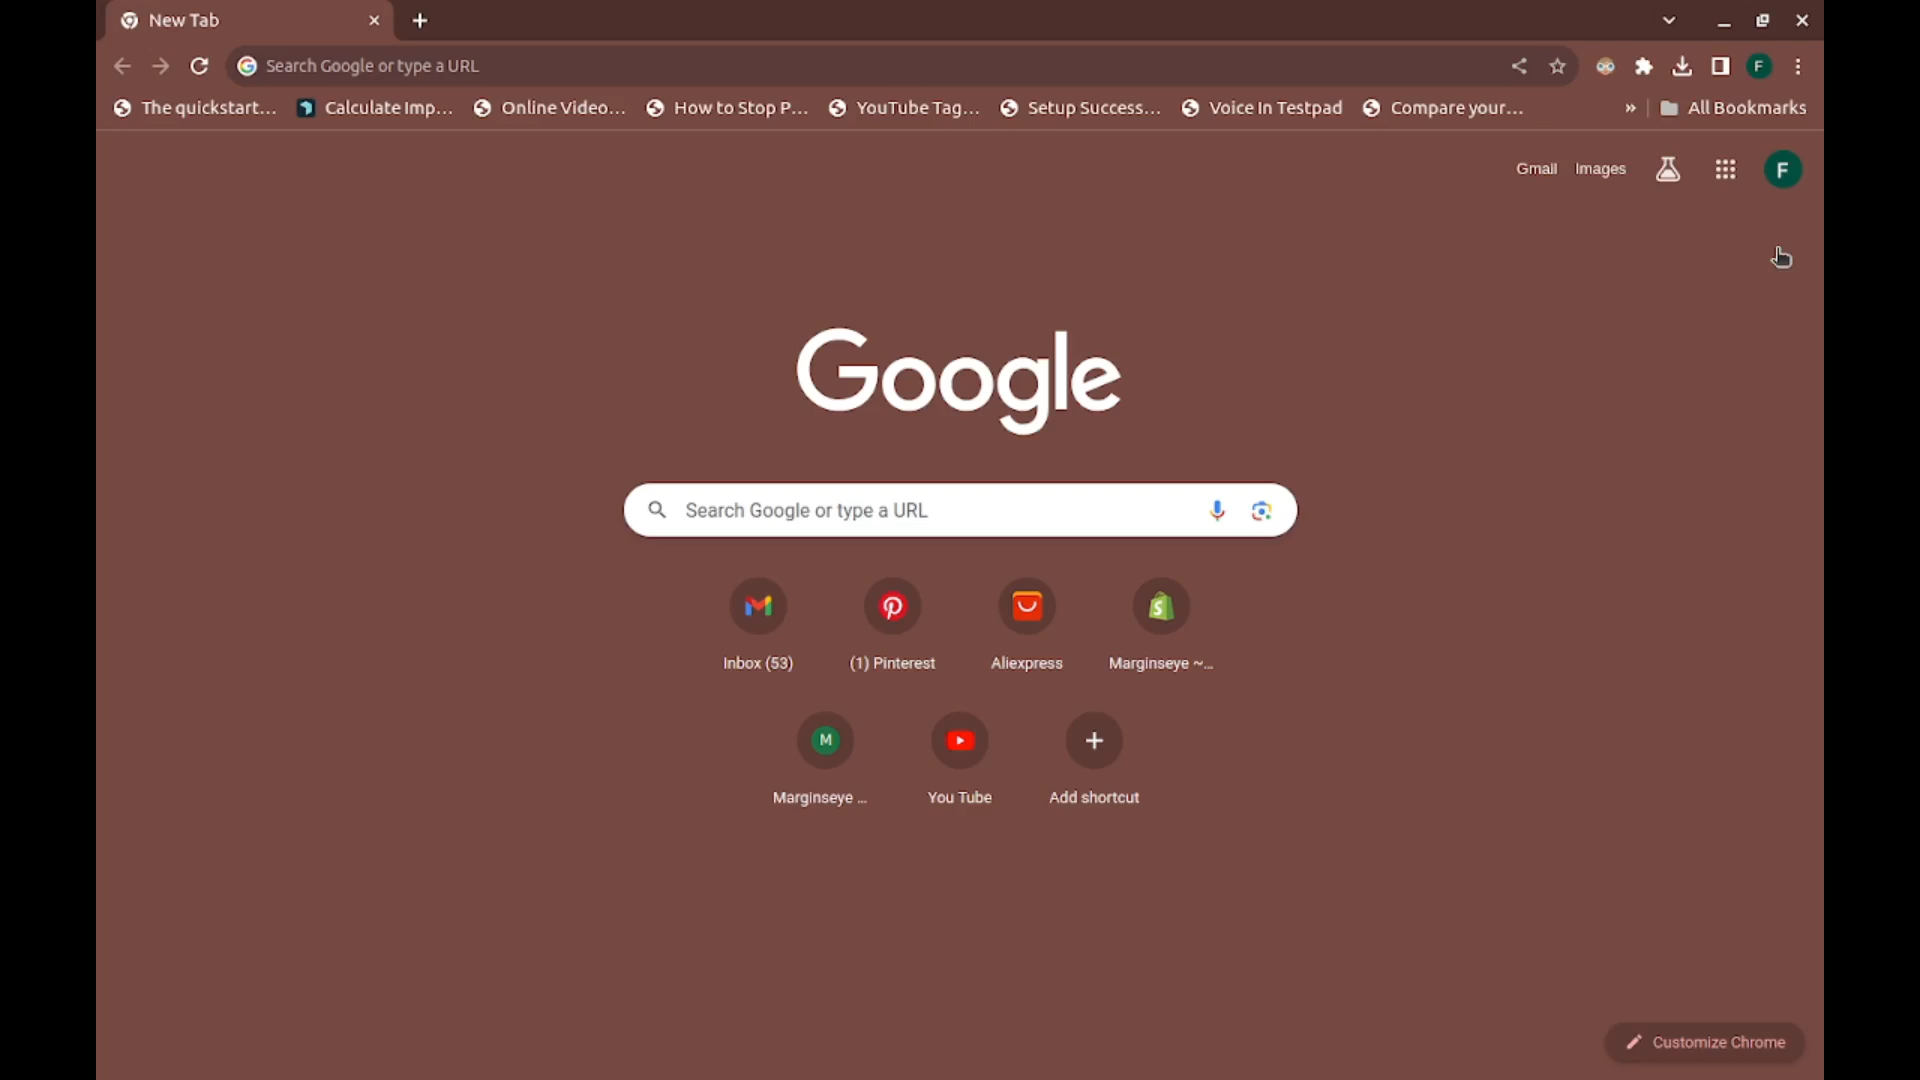 New Tab
Search Google or type a URL
The quickstart...
Calculate Imp...
Online Video...
How to Stop P...
YouTube Tag...
Setup Success...
Voice In Testpad
Compare your...
»
All Bookmarks
F
Gmail
Images
F
Google
Search Google or type a URL
Inbox (53)
(1) Pinterest
Aliexpress
Marginseye ~...
M
Marginseye ...
You Tube
Add shortcut
Customize Chrome